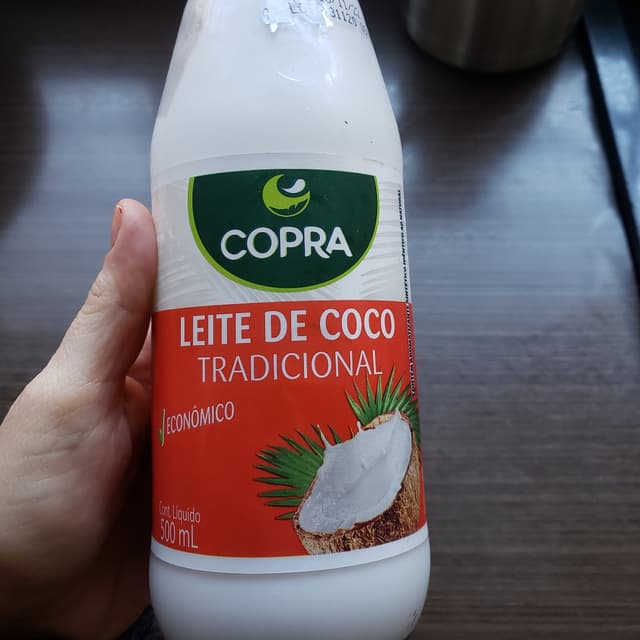 COPRA
LEITE DE COCO
TRADICIONAL
ECONÔMICO
Cont. Líquido
500 mL